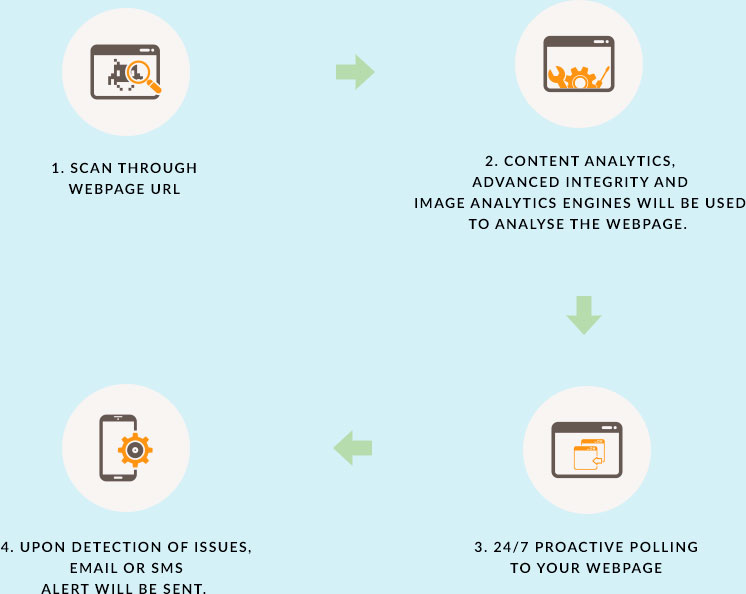 1. SCAN THROUGH
WEBPAGE URL
2. CONTENT ANALYTICS,
ADVANCED INTEGRITY AND
IMAGE ANALYTICS ENGINES WILL BE USED
TO ANALYSE THE WEBPAGE.
3. 24/7 PROACTIVE POLLING
TO YOUR WEBPAGE
4. UPON DETECTION OF ISSUES,
EMAIL OR SMS
ALERT WILL BE SENT.